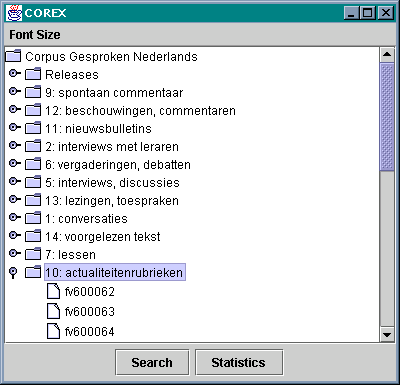 COREX
Font Size
Corpus Gesproken Nederlands
Releases
9: spontaan commentaar
12: beschouwingen, commentaren
11: nieuwsbulletins
2: interviews met leraren
6: vergaderingen, debatten
5: interviews, discussies
13: lezingen, toespraken
1: conversaties
14: voorgelezen tekst
7: lessen
10: actualiteitenrubrieken
fv600062
fv600063
fv600064
Search Statistics